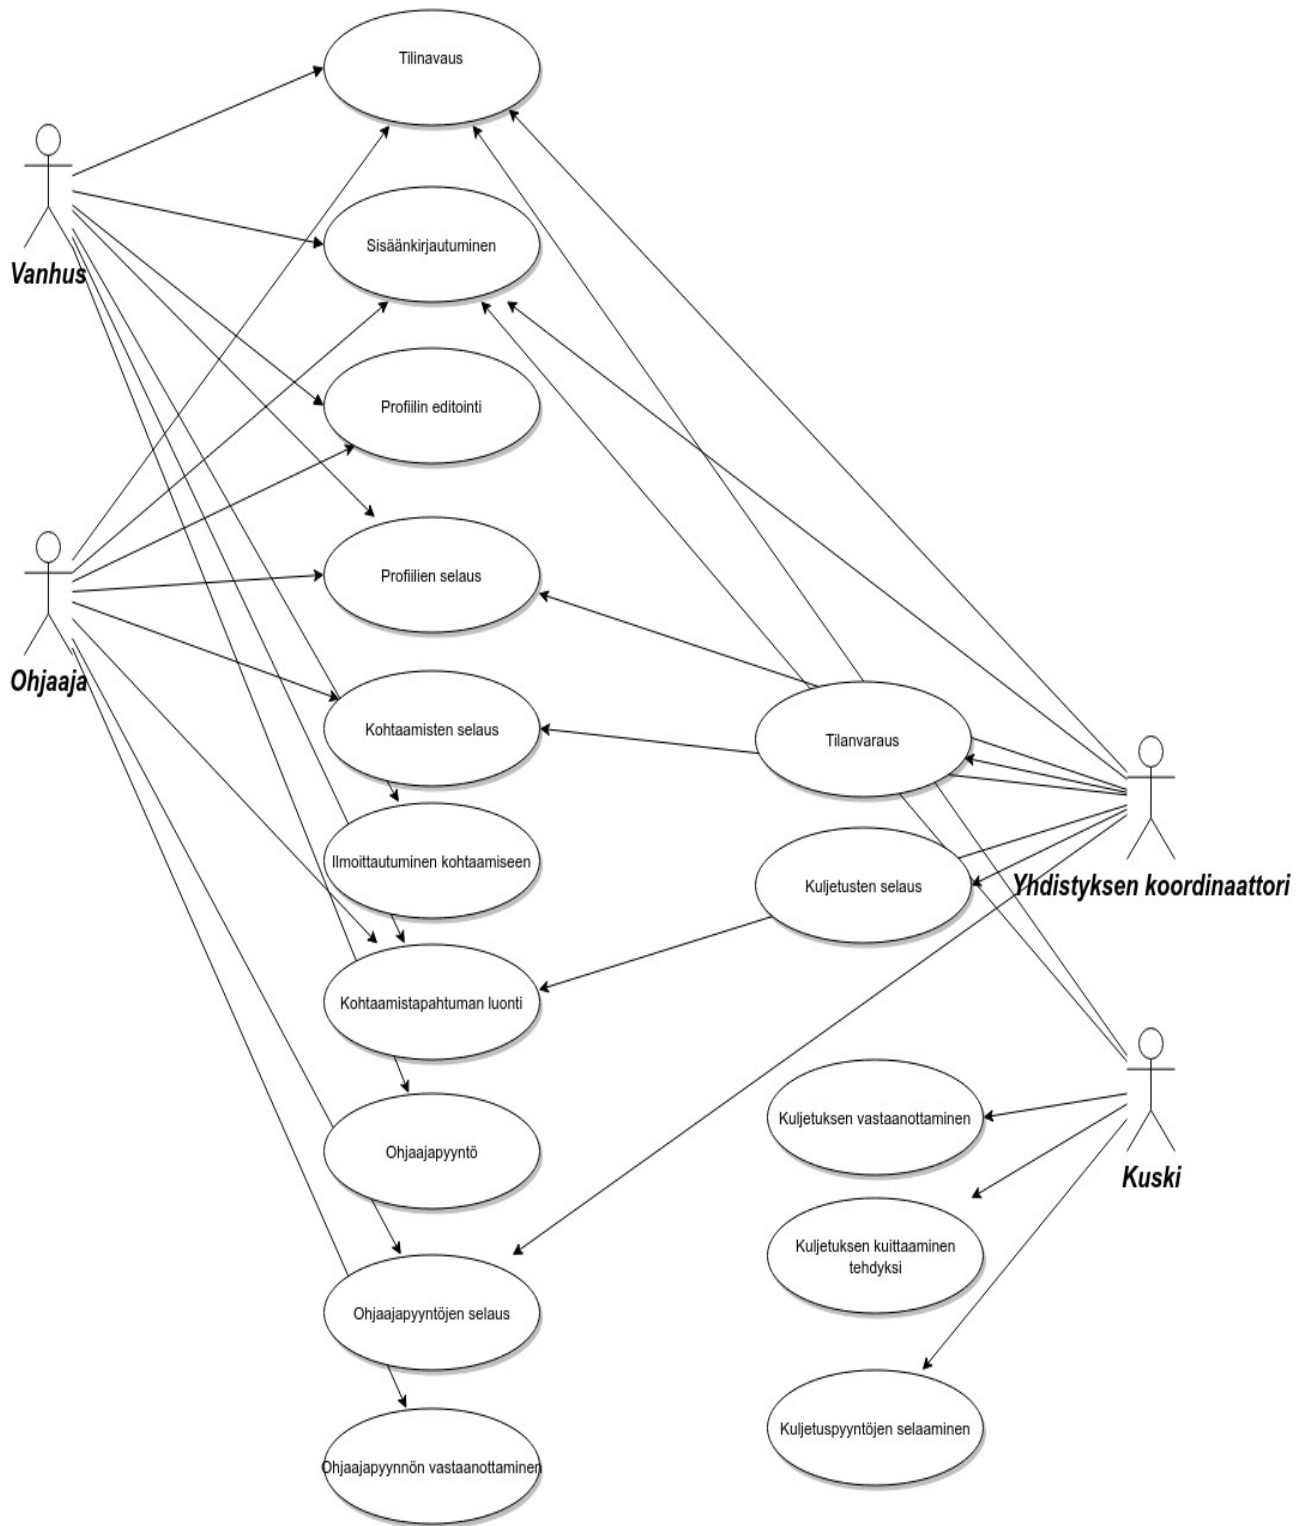 Tilinavaus
Vanhus
Sisäänkirjautuminen
Profiilin editointi
Profiilien selaus
Ohjaaja
Kohtaamisten selaus
Tilanvaraus
Ilmoittautuminen kohtaamiseen
Kuljetusten selaus
Yhdistyksen koordinaattori
Kohtaamistapahtuman luonti
Kuljetuksen vastaanottaminen
Ohjaajapyyntö
Kuski
Kuljetuksen kuittaaminen
tehdyksi
Ohjaajapyyntöjen selaus
Kuljetuspyyntöjen selaaminen
Ohjaajapyynnön vastaanottaminen